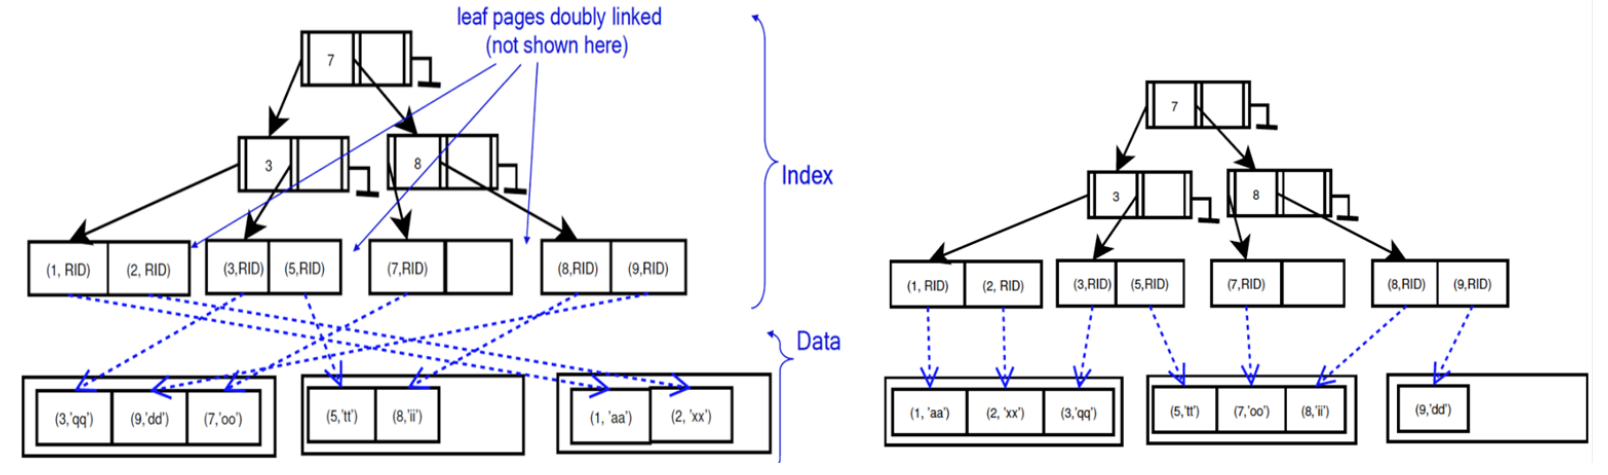 leaf pages doubly linked
(not shown here)
7
3
8
(1, RID) (2, RID) (3,RID) (5,RID) (7,RID) (8,RID) (9,RID)
Index
Data
(3,'qq') (9,'dd') (7,'oo') (5,'tt') (8,'ii') (1, 'aa') (2, 'xx')
7
3
8
(1, RID) (2, RID) (3,RID) (5,RID) (7,RID) (8,RID) (9,RID)
(1, 'aa') (2, 'xx') (3,'qq') (5,'tt') (7,'oo') (8,'ii') (9,'dd')